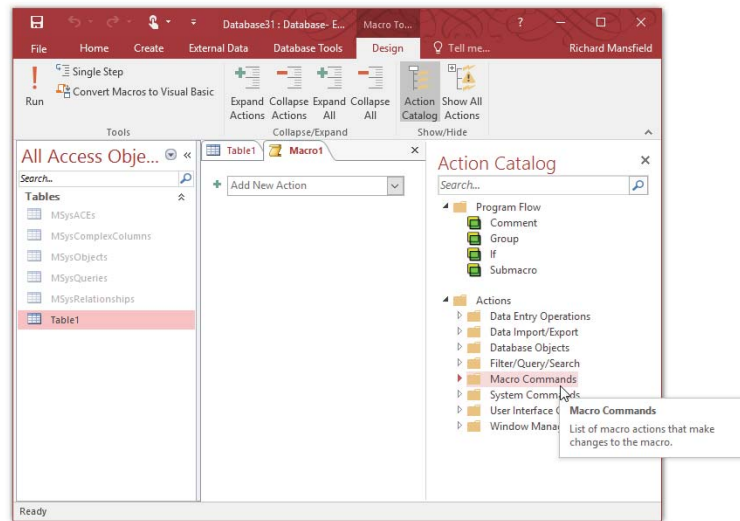 Database31 : Database- E... Macro To... ?
File Home Create External Data Database Tools Design Tell me... Richard Mansfield
Run
Single Step
Convert Macros to Visual Basic
Tools
Expand Actions
Collapse Actions
Expand All
Collapse All
Collapse/Expand
Action Catalog
Show All Actions
Show/Hide
All Access Obje... «
Search...
Tables
MSysACEs
MSysComplexColumns
MSysObjects
MSysQueries
MSysRelationships
Table1
Table1 Macro1
Add New Action
Action Catalog
Search...
Program Flow
Comment
Group
If
Submacro
Actions
Data Entry Operations
Data Import/Export
Database Objects
Filter/Query/Search
Macro Commands
System Commands
User Interface
Window Mana
Macro Commands
List of macro actions that make
changes to the macro.
Ready